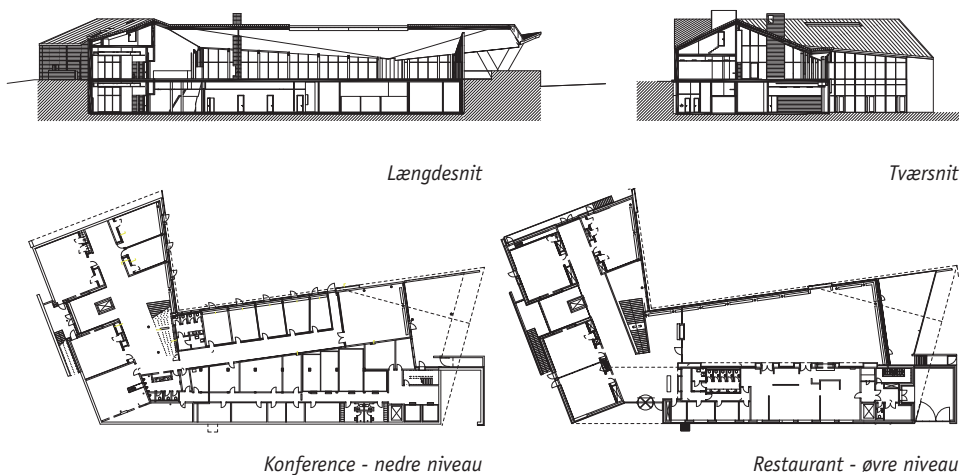 Længdesnit
Tværsnit
Konference - nedre niveau
Restaurant - øvre niveau